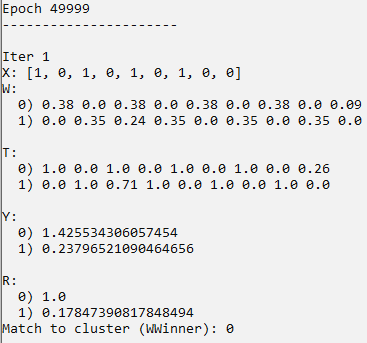 Epoch 49999
----------------------
Iter 1
X: [1, 0, 1, 0, 1, 0, 1, 0, 0]
W:
0) 0.38 0.0 0.38 0.0 0.38 0.0 0.38 0.0 0.09
1) 0.0 0.35 0.24 0.35 0.0 0.35 0.0 0.35 0.0
T:
0) 1.0 0.0 1.0 0.0 1.0 0.0 1.0 0.0 0.26
1) 0.0 1.0 0.71 1.0 0.0 1.0 0.0 1.0 0.0
Y:
0) 1.425534306057454
1) 0.23796521090464656
R:
0) 1.0
1) 0.17847390817848494
Match to cluster (WWinner): 0